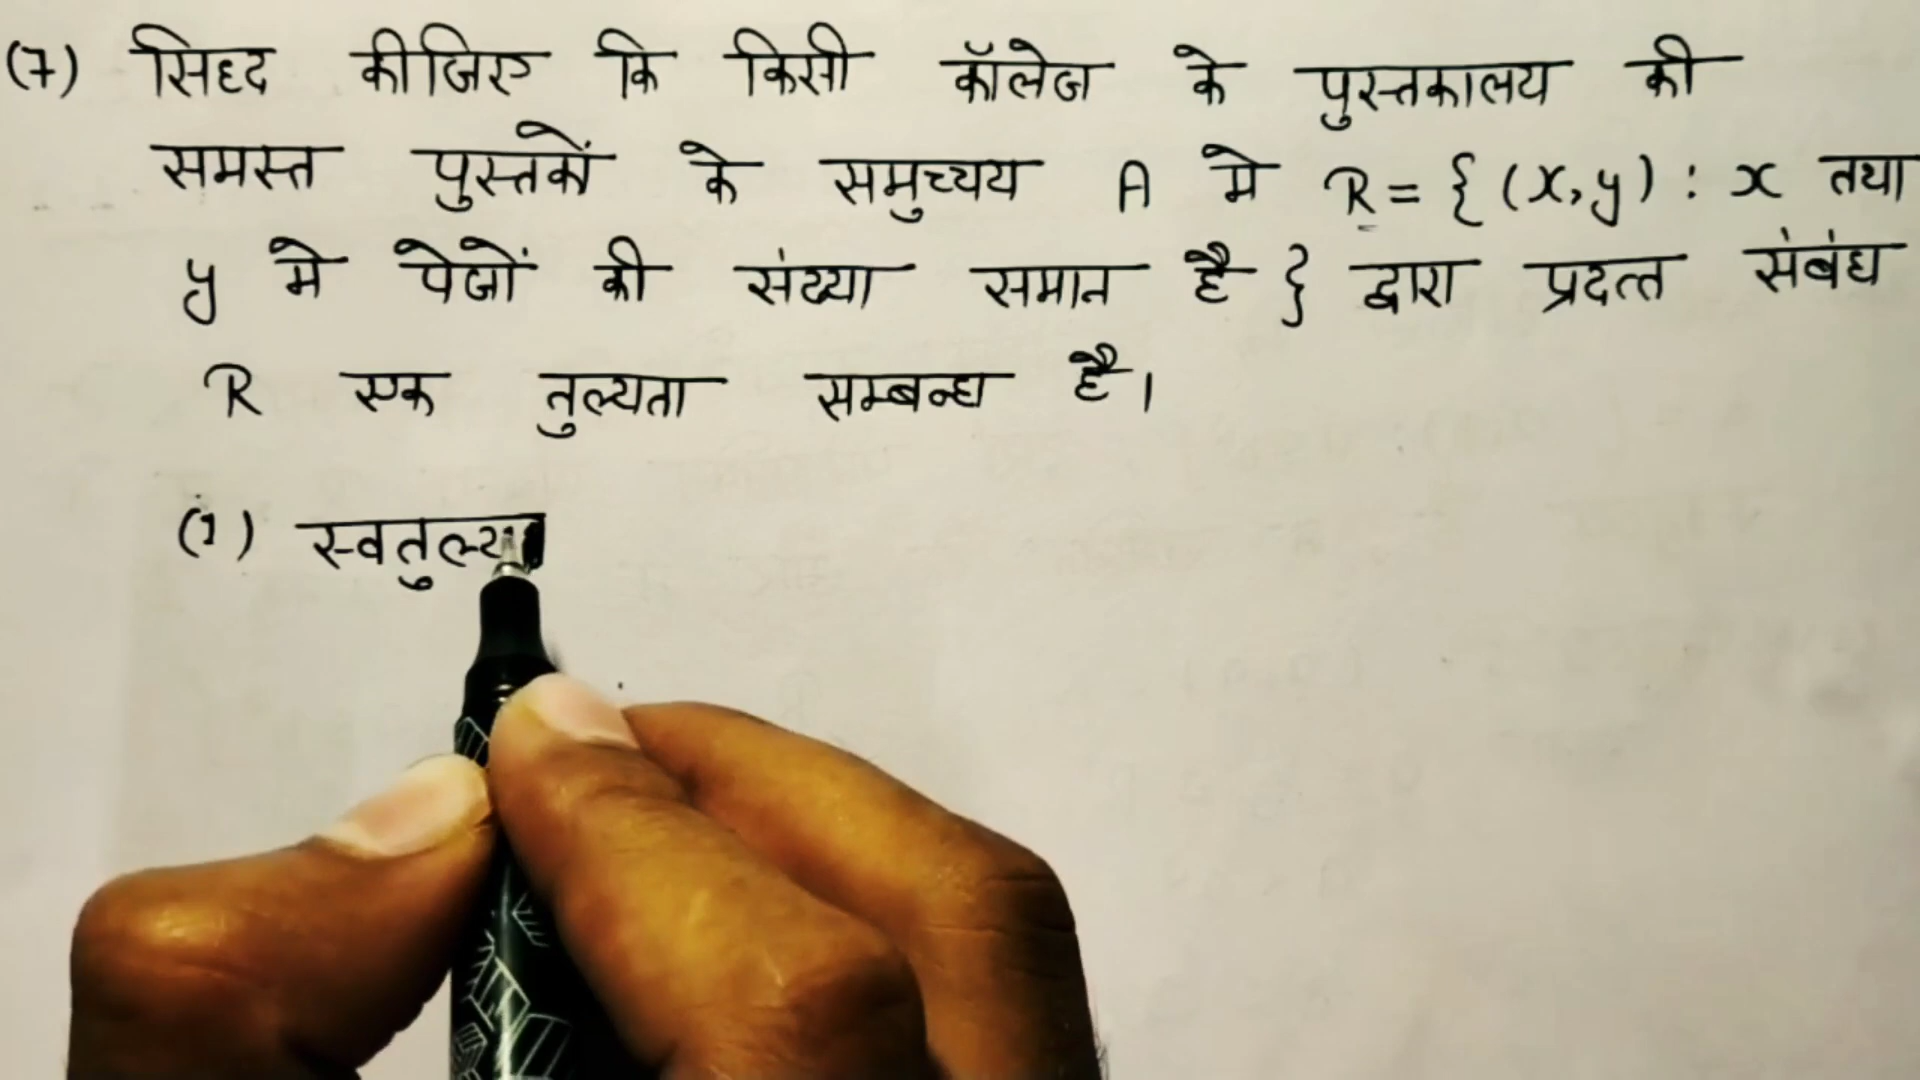 (7) सिद्द कीजिए कि किसी कॉलेज के पुस्तकालय की
समस्त पुस्तकों के समुच्चय A मे R = { (x,y) : x तथा
y मे पेजों की संख्या समान है } द्वारा प्रदत्त संबंध
R एक तुल्यता सम्बन्ध है।
(1) स्वतुल्य